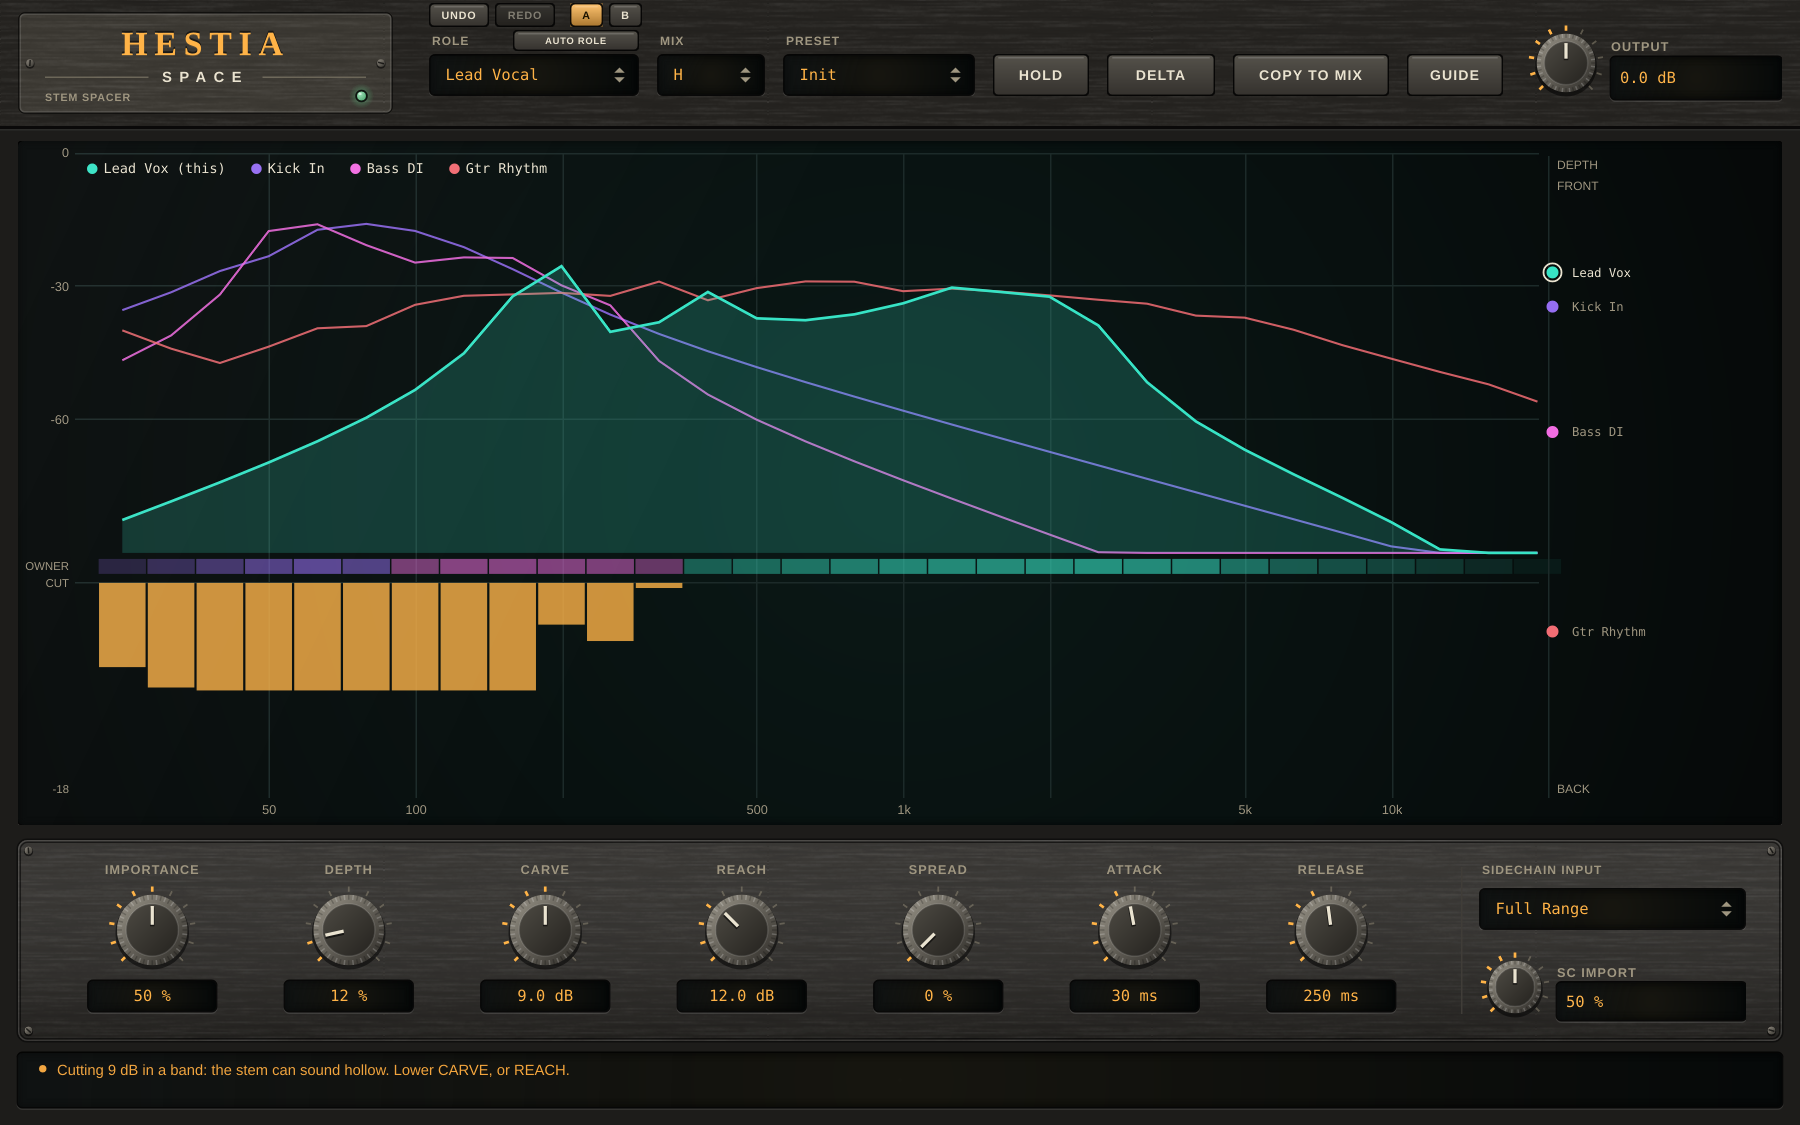 UNDO REDO A B
HESTIA
SPACE
STEM SPACER
ROLE AUTO ROLE MIX PRESET
Lead Vocal H Init HOLD DELTA COPY TO MIX GUIDE
OUTPUT
0.0 dB
0
Lead Vox (this) Kick In Bass DI Gtr Rhythm
DEPTH
FRONT
Lead Vox
-30
Kick In
-60
Bass DI
OWNER
CUT
Gtr Rhythm
-18
BACK
50 100 500 1k 5k 10k
IMPORTANCE DEPTH CARVE REACH SPREAD ATTACK RELEASE SIDECHAIN INPUT
Full Range
SC IMPORT
50 % 12 % 9.0 dB 12.0 dB 0 % 30 ms 250 ms 50 %
Cutting 9 dB in a band: the stem can sound hollow. Lower CARVE, or REACH.